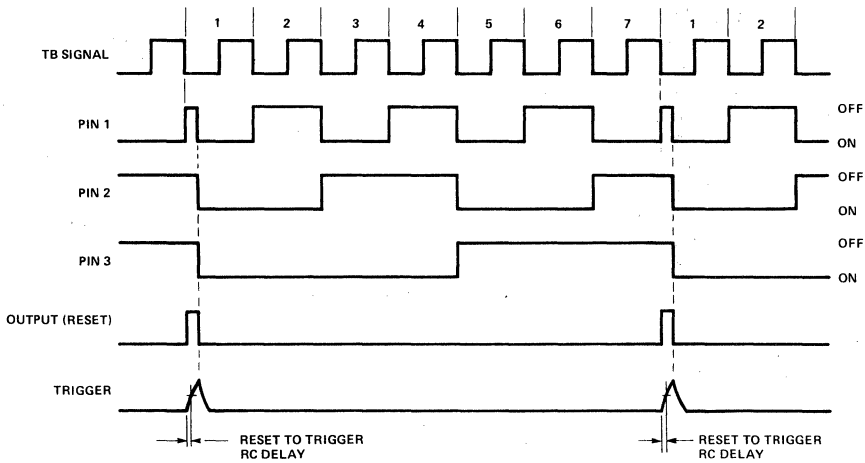 1 2 3 4 5 6 7 1 2
TB SIGNAL
PIN 1
OFF
ON
PIN 2
OFF
ON
PIN 3
OFF
ON
OUTPUT (RESET)
TRIGGER
RESET TO TRIGGER
RC DELAY
RESET TO TRIGGER
RC DELAY